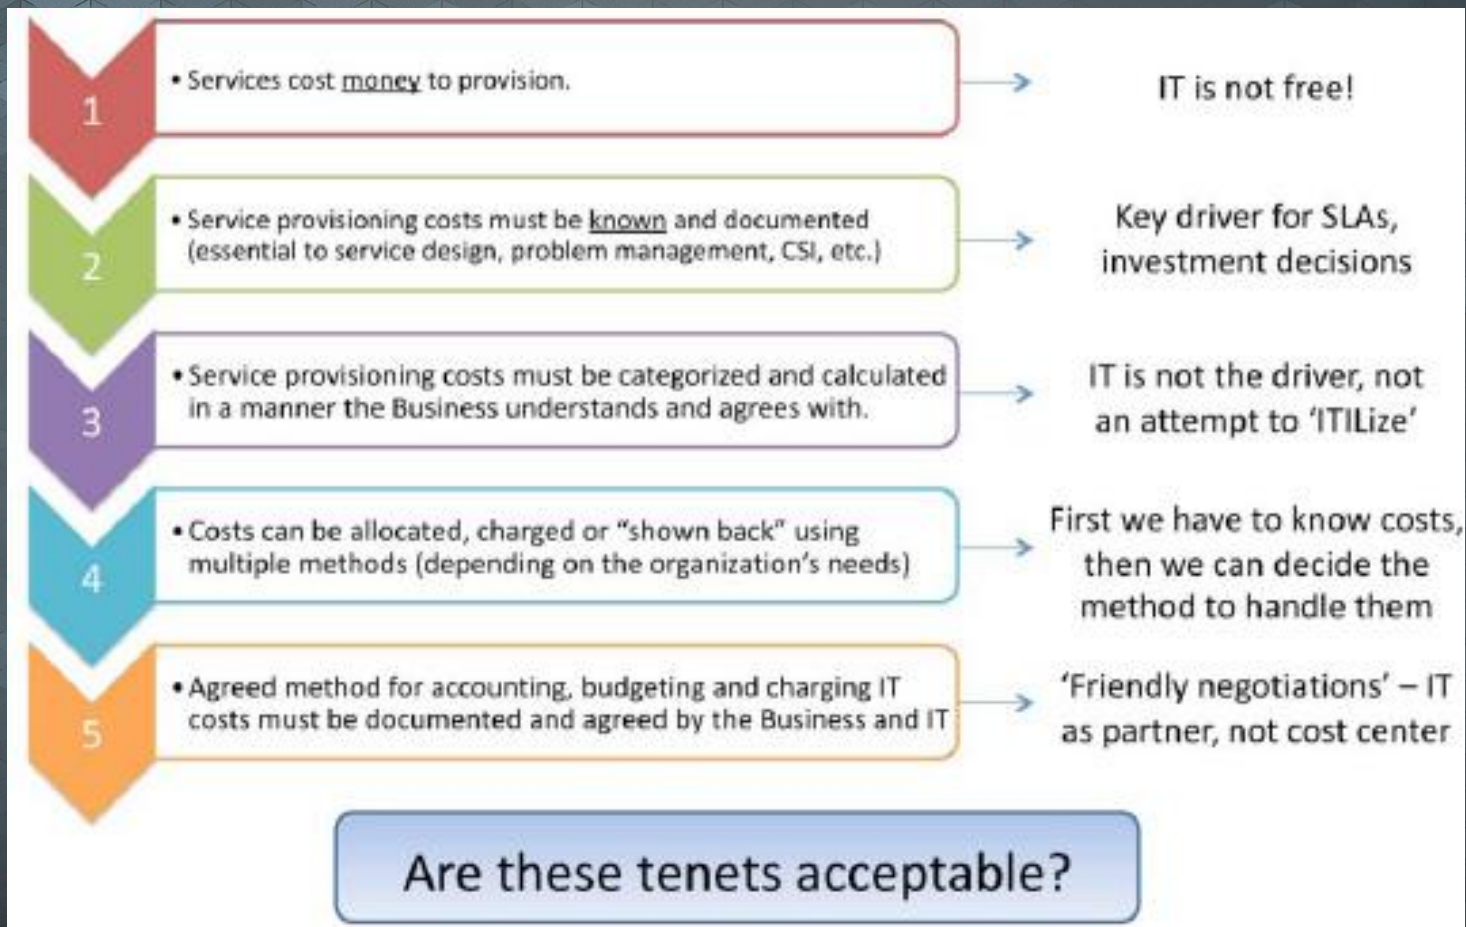 1
• Services cost money to provision.
IT is not free!
2
• Service provisioning costs must be known and documented
(essential to service design, problem management, CSI, etc.)
Key driver for SLAs,
investment decisions
3
• Service provisioning costs must be categorized and calculated
in a manner the Business understands and agrees with.
IT is not the driver, not
an attempt to ‘ITILize’
4
• Costs can be allocated, charged or “shown back” using
multiple methods (depending on the organization’s needs)
First we have to know costs,
then we can decide the
method to handle them
5
• Agreed method for accounting, budgeting and charging IT
costs must be documented and agreed by the Business and IT
‘Friendly negotiations’ – IT
as partner, not cost center
Are these tenets acceptable?